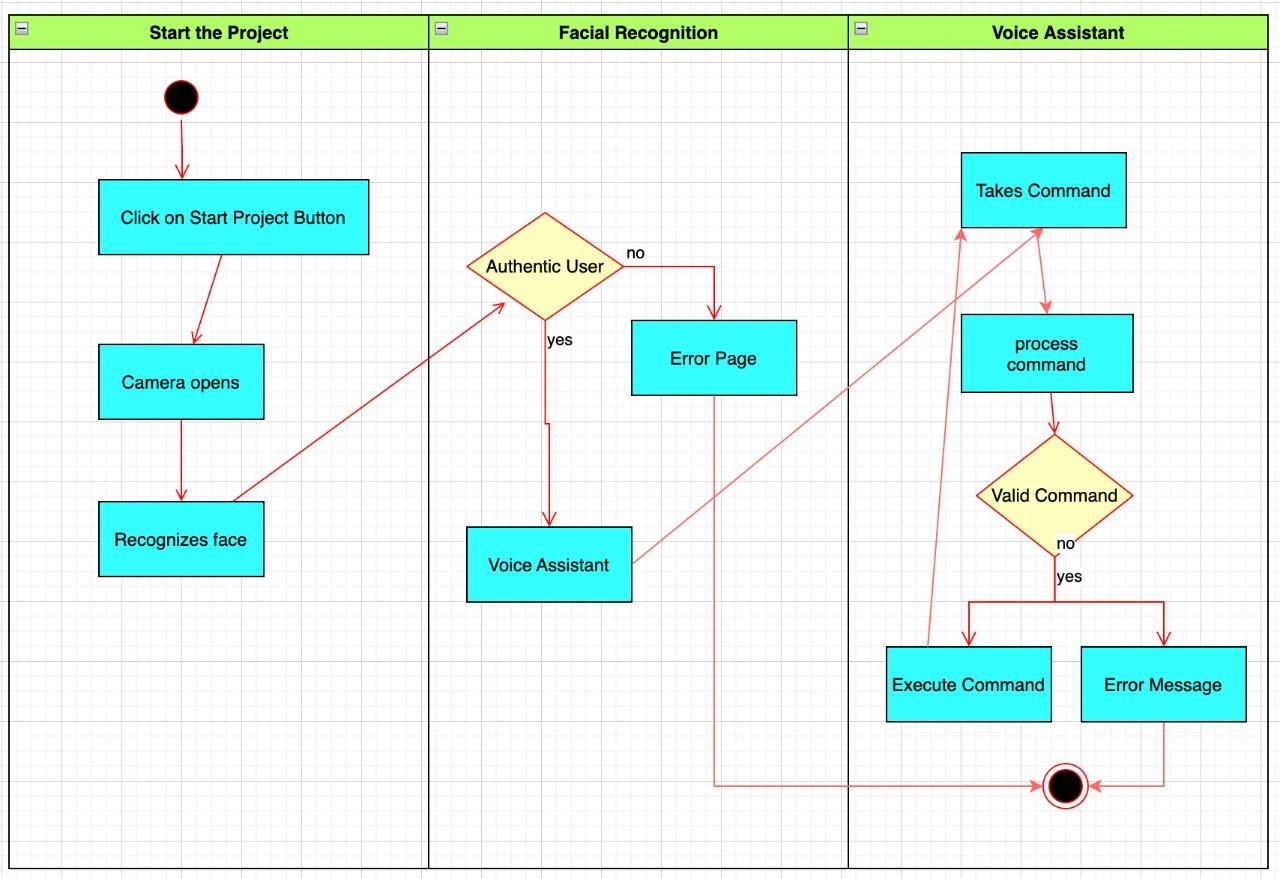 Start the Project
Facial Recognition
Voice Assistant
Click on Start Project Button
Camera opens
Recognizes face
Authentic User
no
yes
Error Page
Voice Assistant
Takes Command
process
command
Valid Command
no
yes
Execute Command
Error Message